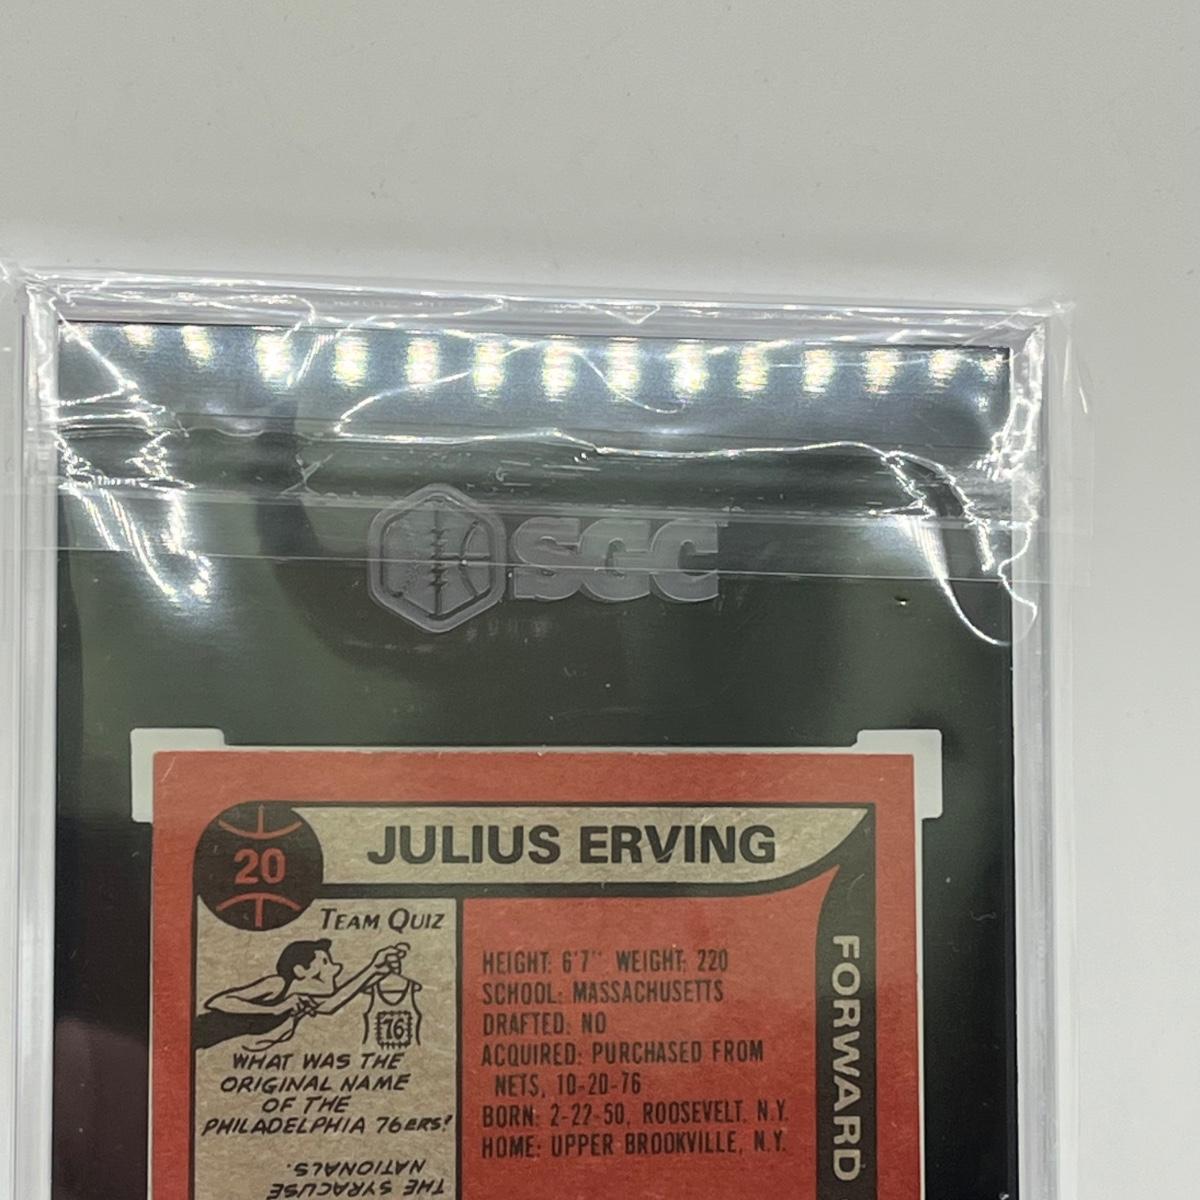 SGC
JULIUS ERVING
20
TEAM QUIZ
76
WHAT WAS THE
ORIGINAL NAME
OF THE
PHILADELPHIA 76ERS?
THE SYRACUSE
NATIONALS.
HEIGHT: 6'7" WEIGHT: 220
SCHOOL: MASSACHUSETTS
DRAFTED: NO
ACQUIRED: PURCHASED FROM
NETS, 10-20-76
BORN: 2-22-50, ROOSEVELT, N.Y.
HOME: UPPER BROOKVILLE, N.Y.
FORWARD